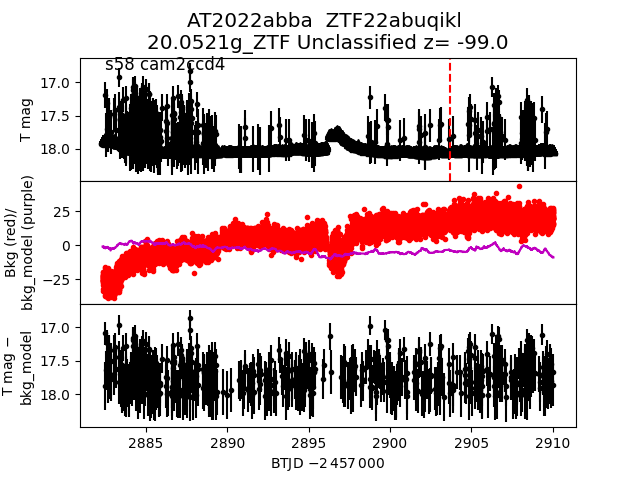 AT2022abba  ZTF22abuqikl
20.0521g_ZTF Unclassified z= -99.0
s58 cam2ccd4
T mag
17.0
17.5
18.0
Bkg (red)/
bkg_model (purple)
25
0
−25
T mag −
bkg_model
17.0
17.5
18.0
2885 2890 2895 2900 2905 2910
BTJD −2 457 000